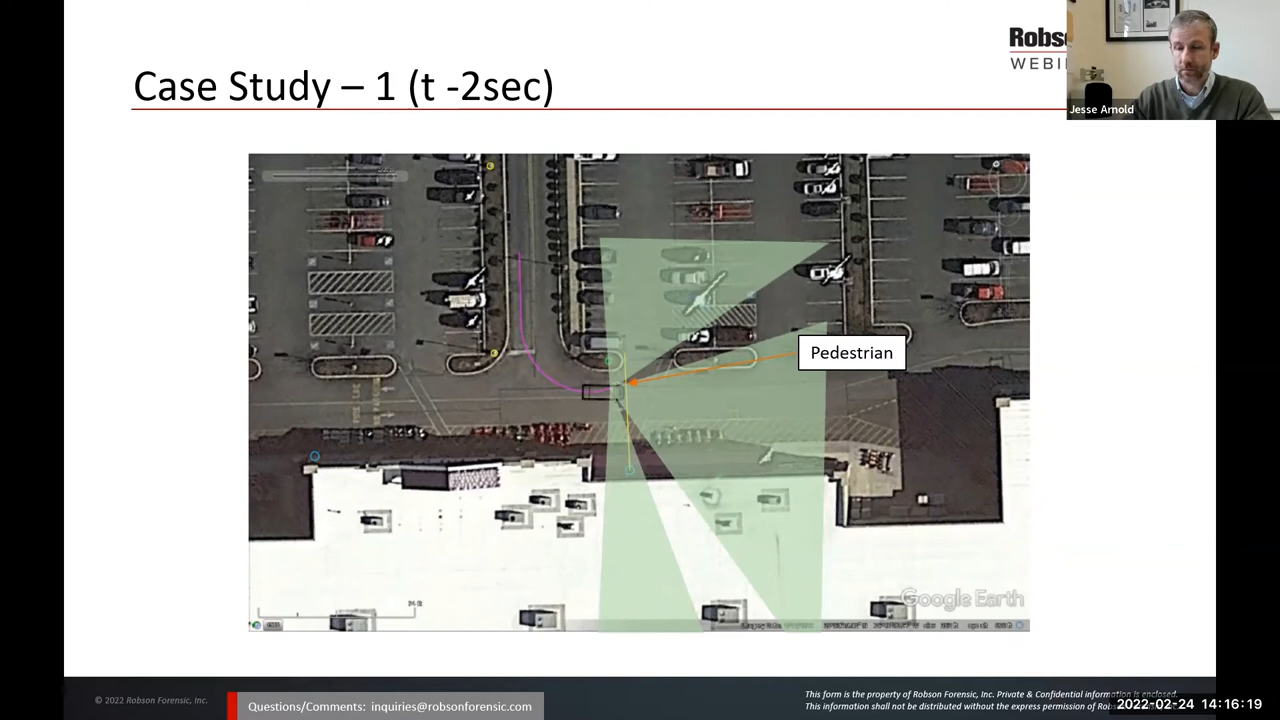 Robs
WEBI
Jesse Arnold
Case Study – 1 (t -2sec)
Pedestrian
Google Earth
© 2022 Robson Forensic, Inc.
Questions/Comments: inquiries@robsonforensic.com
This form is the property of Robson Forensic, Inc. Private & Confidential information is enclosed.
This information shall not be distributed without the express permission of Rob
2022-02-24 14:16:19